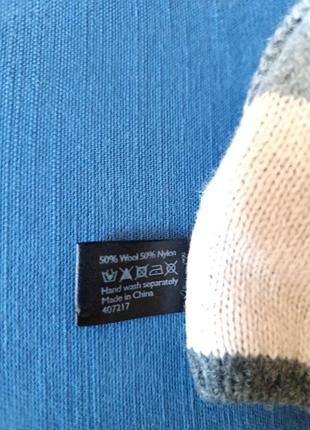 50% Wool 50% Nylon
Hand wash separately
Made in China
407217